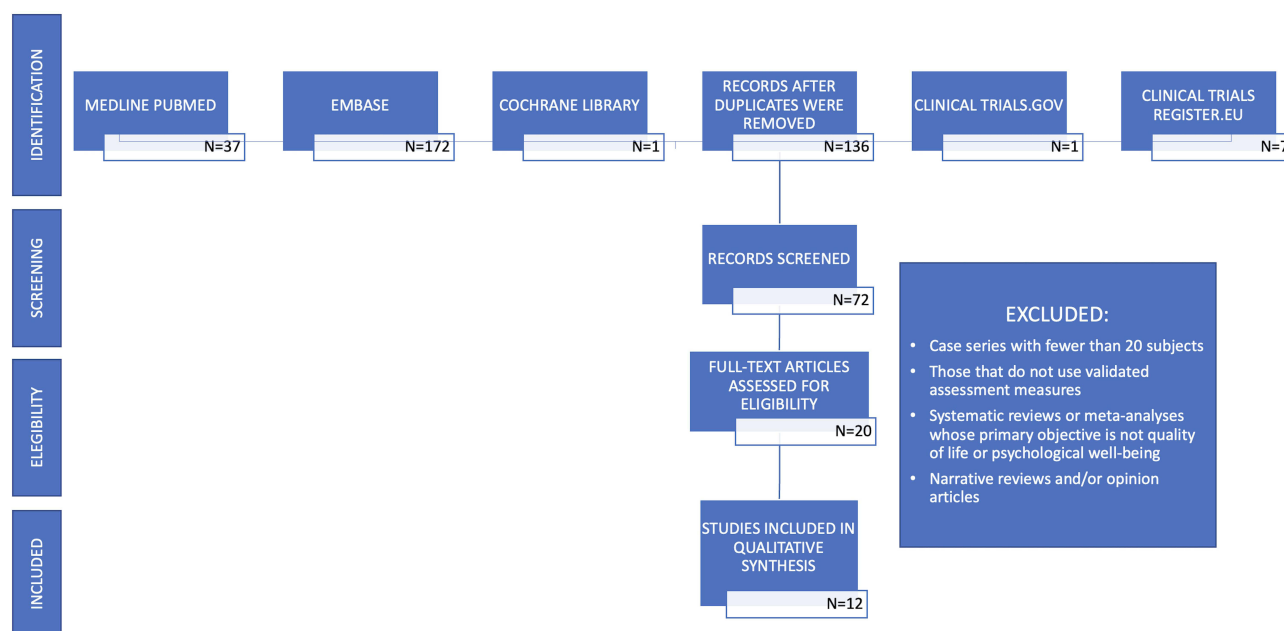 IDENTIFICATION
MEDLINE PUBMED
N=37
EMBASE
N=172
COCHRANE LIBRARY
N=1
RECORDS AFTER
DUPLICATES WERE
REMOVED
N=136
CLINICAL TRIALS.GOV
N=1
CLINICAL TRIALS
REGISTER.EU
N=7
SCREENING
RECORDS SCREENED
N=72
ELEGIBILITY
FULL-TEXT ARTICLES
ASSESSED FOR
ELIGIBILITY
N=20
INCLUDED
STUDIES INCLUDED IN
QUALITATIVE
SYNTHESIS
N=12
EXCLUDED:
• Case series with fewer than 20 subjects
• Those that do not use validated
assessment measures
• Systematic reviews or meta-analyses
whose primary objective is not quality
of life or psychological well-being
• Narrative reviews and/or opinion
articles